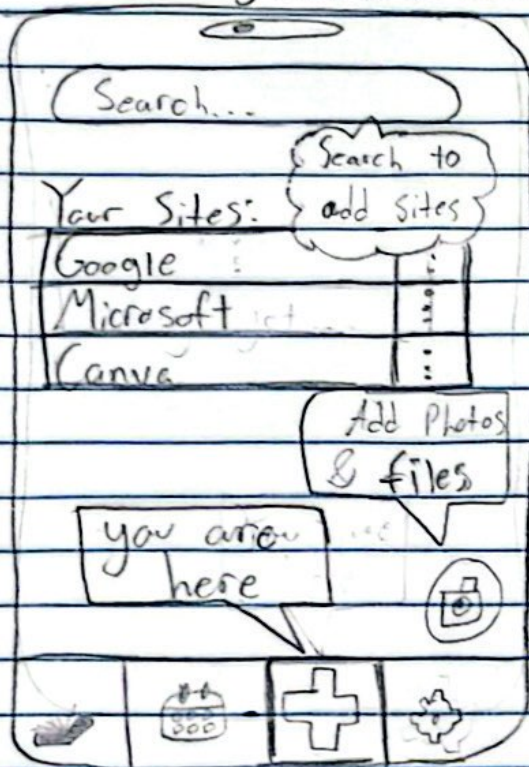 Search...
Search to
add sites
Your Sites:
Google
Microsoft
Canva
Add Photos
& files
you are
here